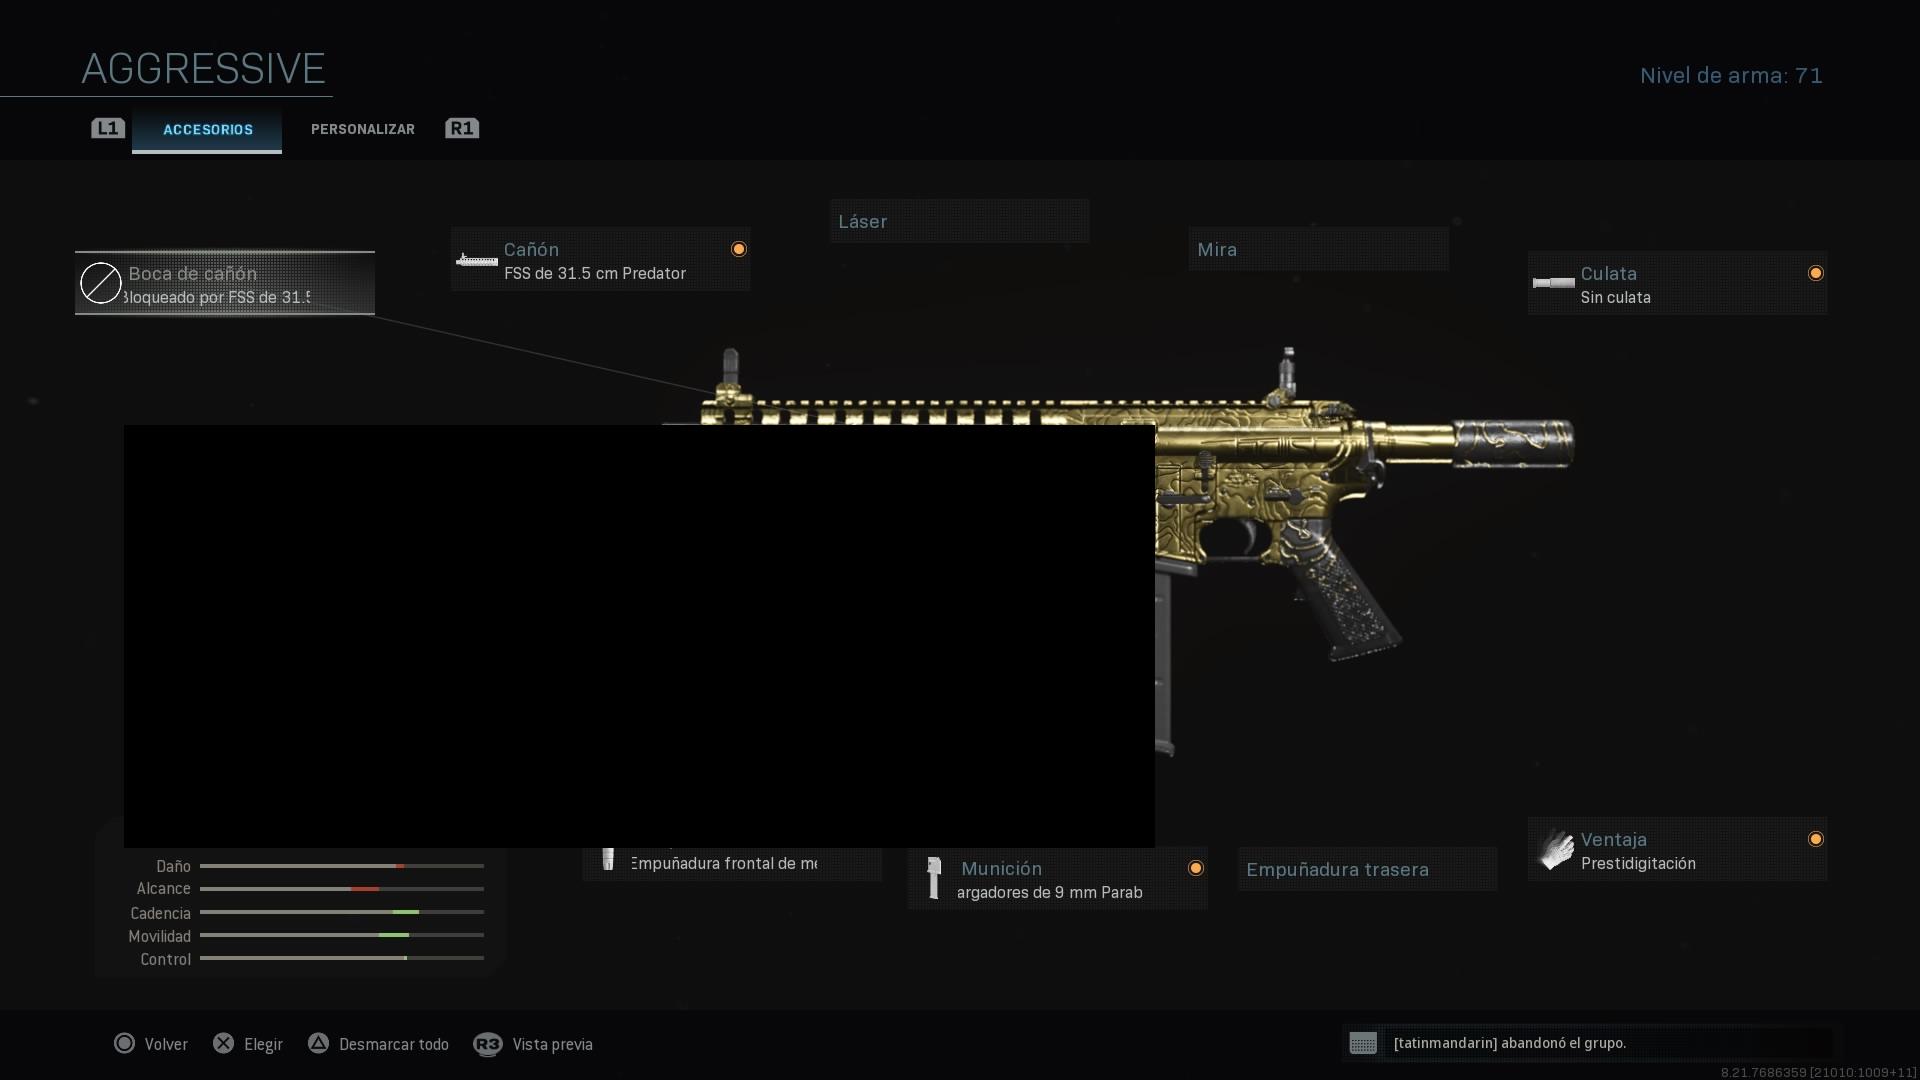 AGGRESSIVE
Nivel de arma: 71
L1 ACCESORIOS PERSONALIZAR R1
Láser
Cañón
FSS de 31.5 cm Predator
Mira
Boca de cañón
Bloqueado por FSS de 31.5
Culata
Sin culata
Empuñadura frontal de
Munición
argadores de 9 mm Parab
Empuñadura trasera
Ventaja
Prestidigitación
Daño
Alcance
Cadencia
Movilidad
Control
Volver Elegir Desmarcar todo R3 Vista previa
[tatinmandarin] abandonó el grupo.
8.21.7686359 [21010:1009+11]